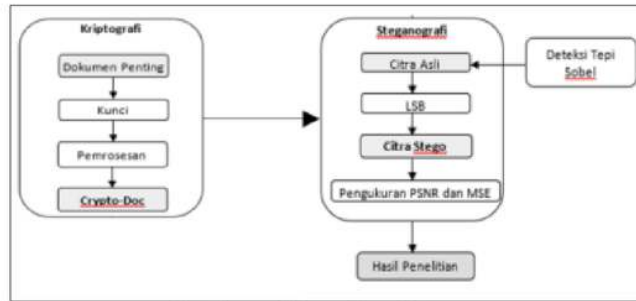 Kriptografi
Dokumen Penting
Kunci
Pemrosesan
Crypto-Doc
Steganografi
Citra Asli
LSB
Citra Stego
Pengukuran PSNR dan MSE
Hasil Penelitian
Deteksi Tepi
Sobel